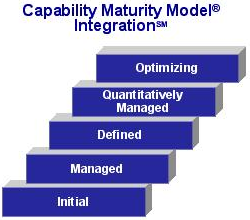 Capability Maturity Model®
Integration℠
Optimizing
Quantitatively
Managed
Defined
Managed
Initial